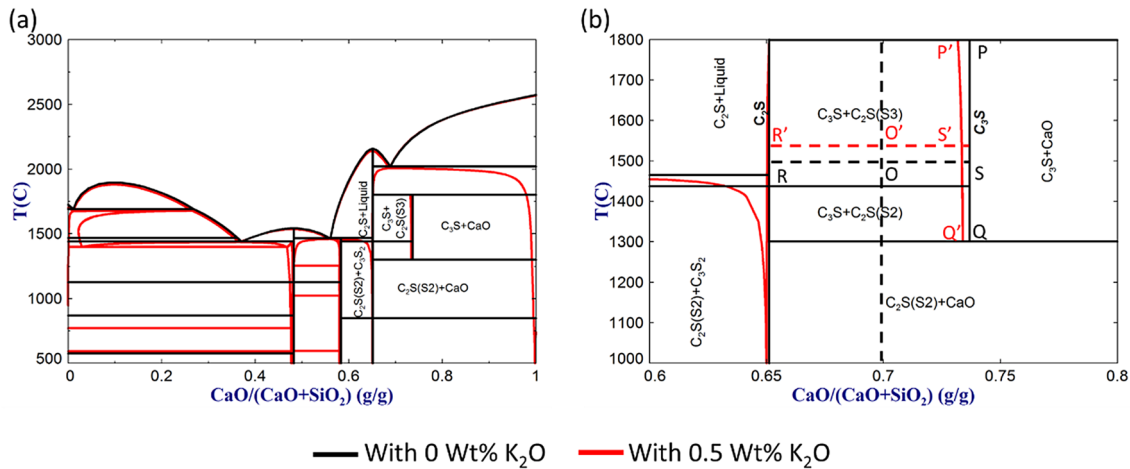 (a)
3000
2500
2000
1500
1000
500
T(C)
0
0.2
0.4
0.6
0.8
1
CaO/(CaO+SiO₂) (g/g)
C₂S+Liquid
C₃S+
C₂S(S3)
C₃S+CaO
C₂S(S2)+C₃S₂
C₂S(S2)+CaO
(b)
1800
1700
1600
1500
1400
1300
1200
1100
1000
T(C)
0.6
0.65
0.7
0.75
0.8
CaO/(CaO+SiO₂) (g/g)
C₂S+Liquid
C₂S
P’
P
C₃S+C₂S(S3)
C₃S
C₃S+CaO
R’
O’
S’
R
O
S
C₃S+C₂S(S2)
Q’
Q
C₂S(S2)+C₃S₂
C₂S(S2)+CaO
With 0 Wt% K₂O
With 0.5 Wt% K₂O